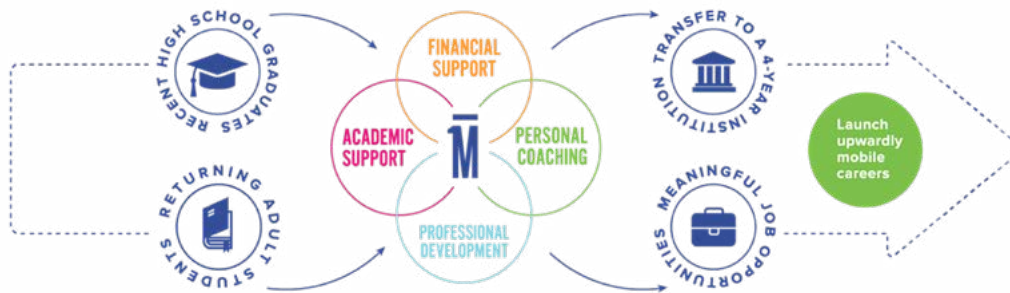 RECENT HIGH SCHOOL GRADUATES
RETURNING ADULT STUDENTS
FINANCIAL
SUPPORT
ACADEMIC
SUPPORT
1M
PERSONAL
COACHING
PROFESSIONAL
DEVELOPMENT
TRANSFER TO A 4-YEAR INSTITUTION
MEANINGFUL JOB OPPORTUNITIES
Launch
upwardly
mobile
careers